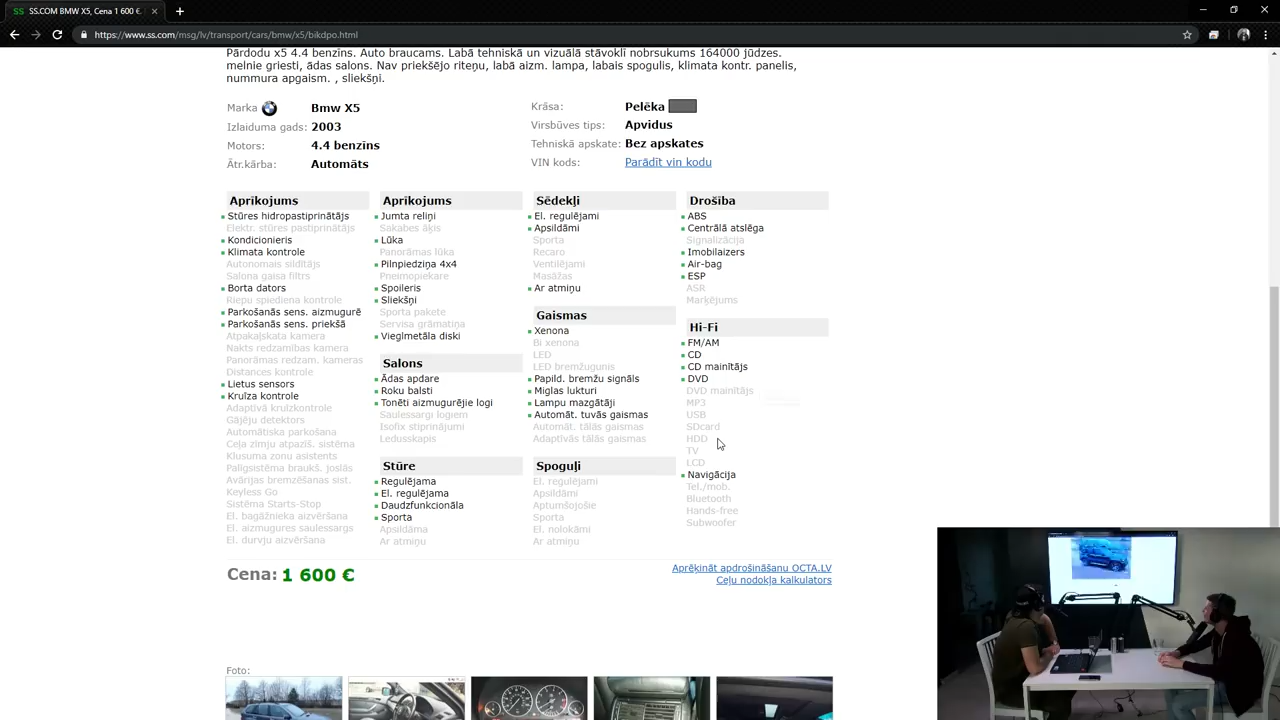 SS.COM BMW X5, Cena 1 600 €.
https://www.ss.com/msg/lv/transport/cars/bmw/x5/bikdpo.html
Pārdodu x5 4.4 benzīns. Auto braucams. Labā tehniskā un vizuālā stāvoklī nobrsukums 164000 jūdzes.
melnie griesti, ādas salons. Nav priekšējo riteņu, labā aizm. lampa, labais spogulis, klimata kontr. panelis,
nummura apgaism. , sliekšņi.
Marka Bmw X5
Izlaiduma gads: 2003
Motors: 4.4 benzīns
Ātr.kārba: Automāts
Krāsa: Pelēka
Virsbūves tips: Apvidus
Tehniskā apskate: Bez apskates
VIN kods: Parādīt vin kodu
Aprīkojums
Stūres hidropastiprinātājs
Elektr. stūres pastiprinātājs
Kondicionieris
Klimata kontrole
Autonomais sildītājs
Salona gaisa filtrs
Borta dators
Riepu spiediena kontrole
Parkošanās sens. aizmugurē
Parkošanās sens. priekšā
Atpakaļskata kamera
Nakts redzamības kamera
Panorāmas redzam. kameras
Distances kontrole
Lietus sensors
Kruīza kontrole
Adaptīvā kruīzkontrole
Gājēju detektors
Automātiska parkošana
Ceļa zīmju atpazīš. sistēma
Klusuma zonu asistents
Palīgsistēma braukš. joslās
Avārijas bremzēšanas sist.
Keyless Go
Sistēma Starts-Stop
El. bagāžnieka aizvēršana
El. aizmugures saulessargs
El. durvju aizvēršana
Aprīkojums
Jumta reliņi
Sakabes āķis
Lūka
Panorāmas lūka
Pilnpiedziņa 4x4
Pneimopiekare
Spoileris
Sliekšņi
Sporta pakete
Servisa grāmatiņa
Vieglmetāla diski
Salons
Ādas apdare
Roku balsti
Tonēti aizmugurējie logi
Saulessargi logiem
Isofix stiprinājumi
Ledusskapis
Stūre
Regulējama
El. regulējama
Daudzfunkcionāla
Sporta
Apsildāma
Ar atmiņu
Sēdekļi
El. regulējami
Apsildāmi
Sporta
Recaro
Ventilējami
Masāžas
Ar atmiņu
Gaismas
Xenona
Bi xenona
LED
LED bremžugunis
Papild. bremžu signāls
Miglas lukturi
Lampu mazgātāji
Automāt. tuvās gaismas
Automāt. tālās gaismas
Adaptīvās tālās gaismas
Spoguļi
El. regulējami
Apsildāmi
Aptumšojošie
Sporta
El. nolokāmi
Ar atmiņu
Drošība
ABS
Centrālā atslēga
Signalizācija
Imobilaizers
Air-bag
ESP
ASR
Marķējums
Hi-Fi
FM/AM
CD
CD mainītājs
DVD
DVD mainītājs
MP3
USB
SDcard
HDD
TV
LCD
Navigācija
Tel./mob.
Bluetooth
Hands-free
Subwoofer
Cena: 1 600 €
Aprēķināt apdrošināšanu OCTA.LV
Ceļu nodokļa kalkulators
Foto: